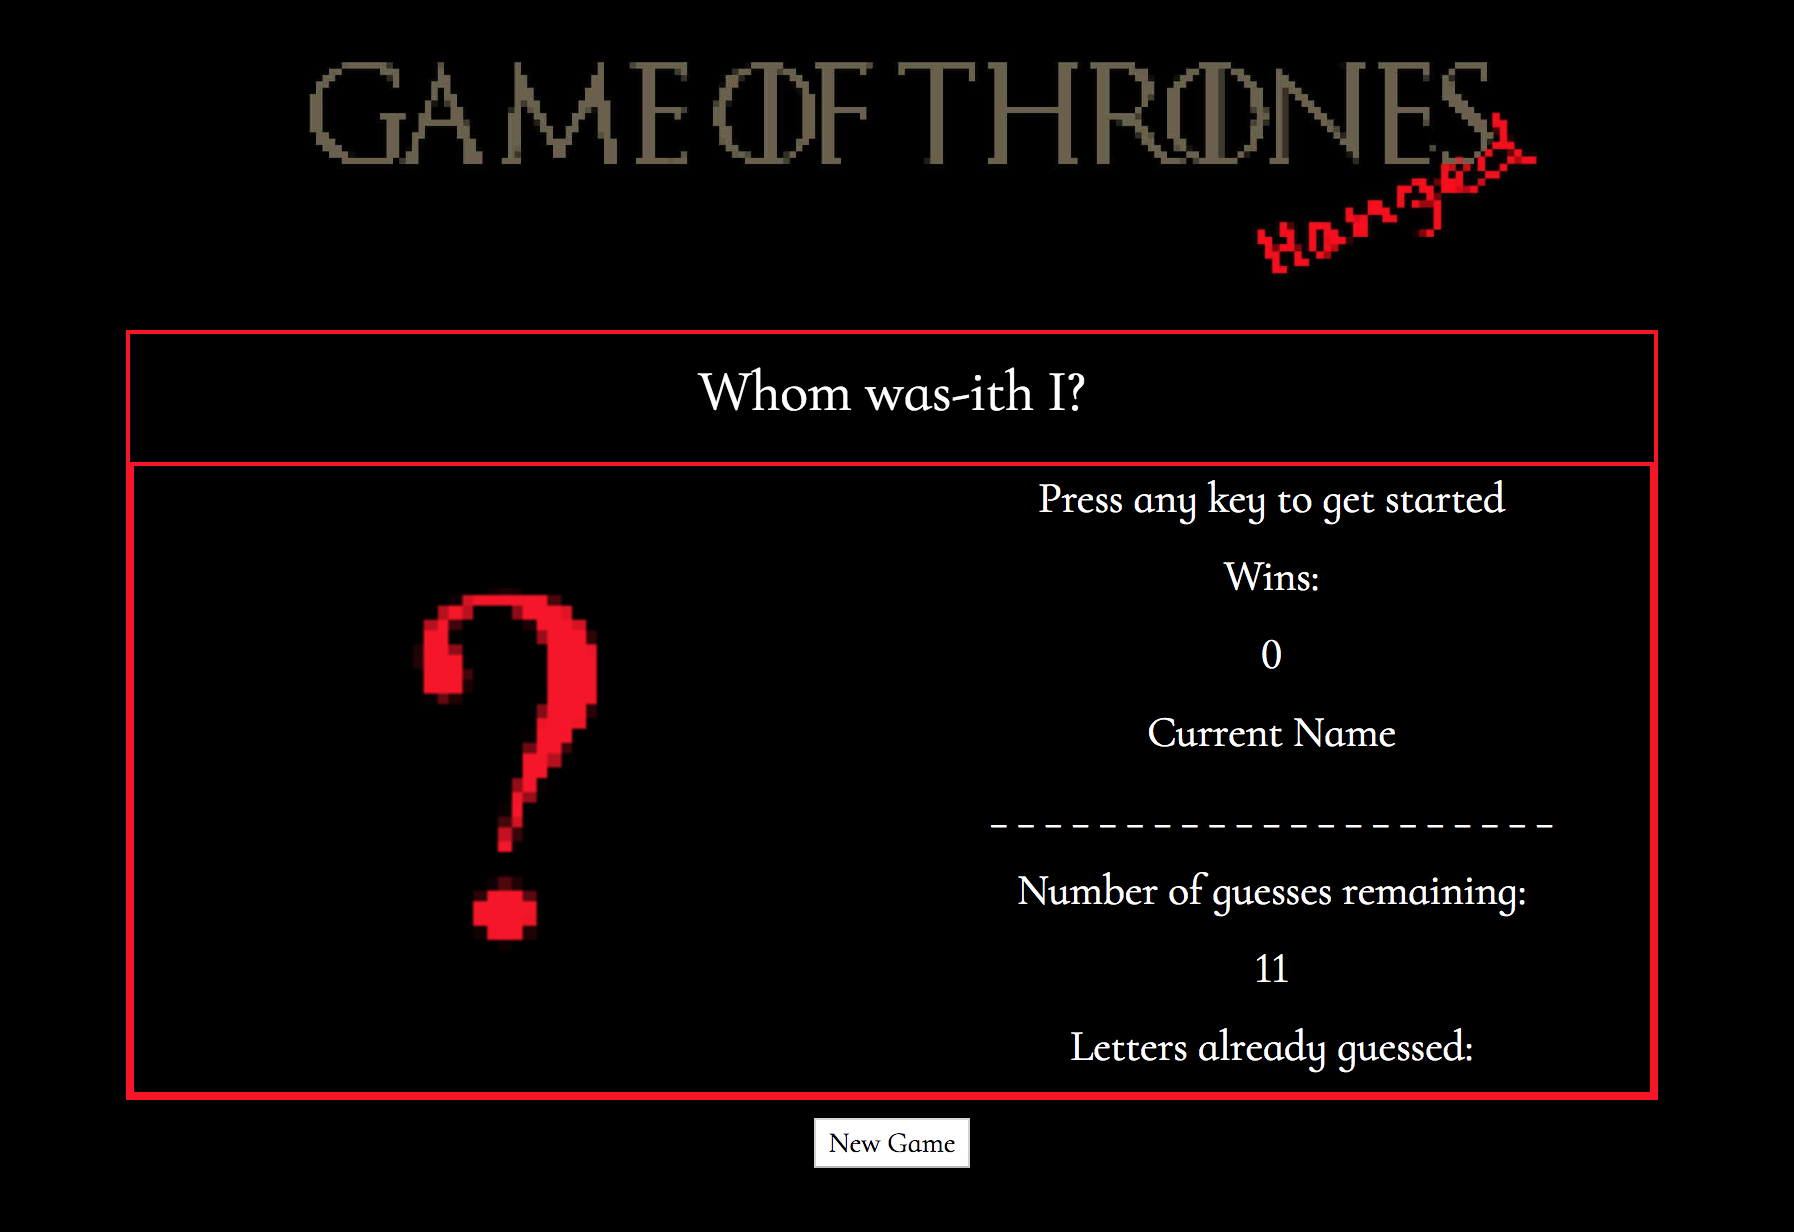 GAME OF THRONES
Hanged
Whom was-ith I?
?
Press any key to get started
Wins:
0
Current Name
_ _ _ _ _ _ _ _ _ _ _ _ _ _ _ _ _ _ _ _ _
Number of guesses remaining:
11
Letters already guessed:
New Game